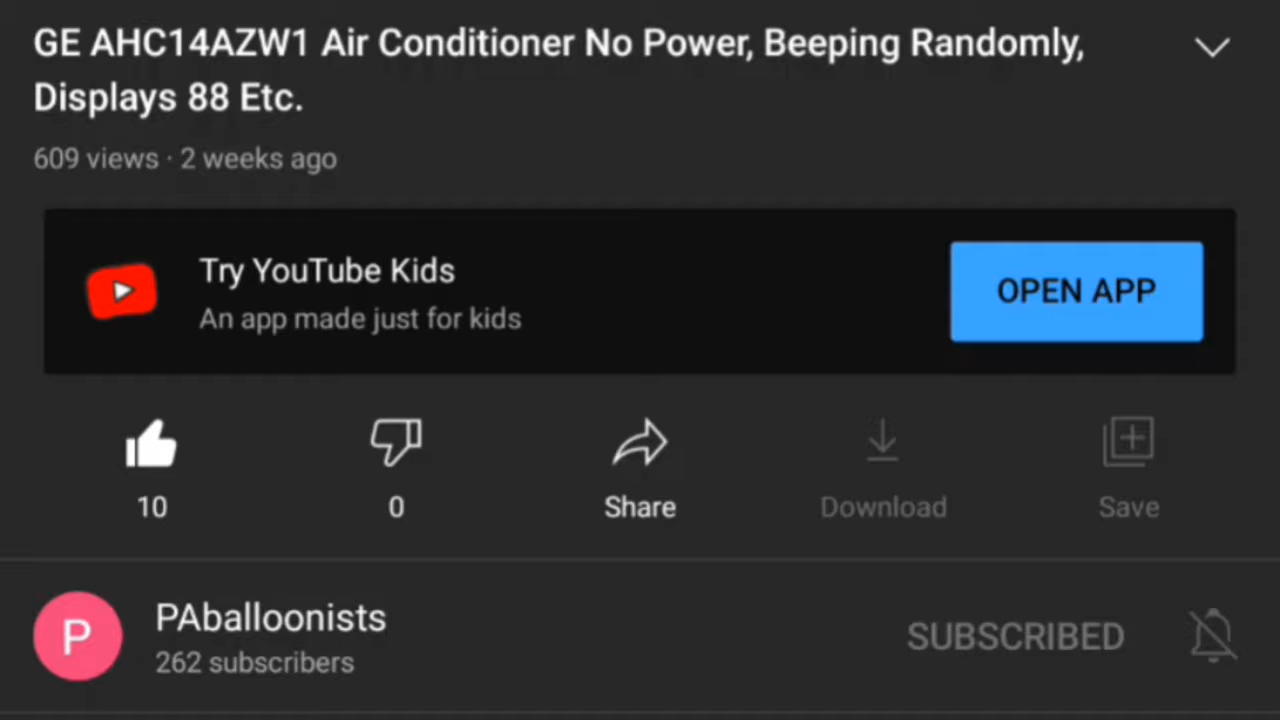 GE AHC14AZW1 Air Conditioner No Power, Beeping Randomly,
Displays 88 Etc.
609 views · 2 weeks ago
Try YouTube Kids
An app made just for kids
OPEN APP
10
0
Share
Download
Save
P
PAballoonists
262 subscribers
SUBSCRIBED